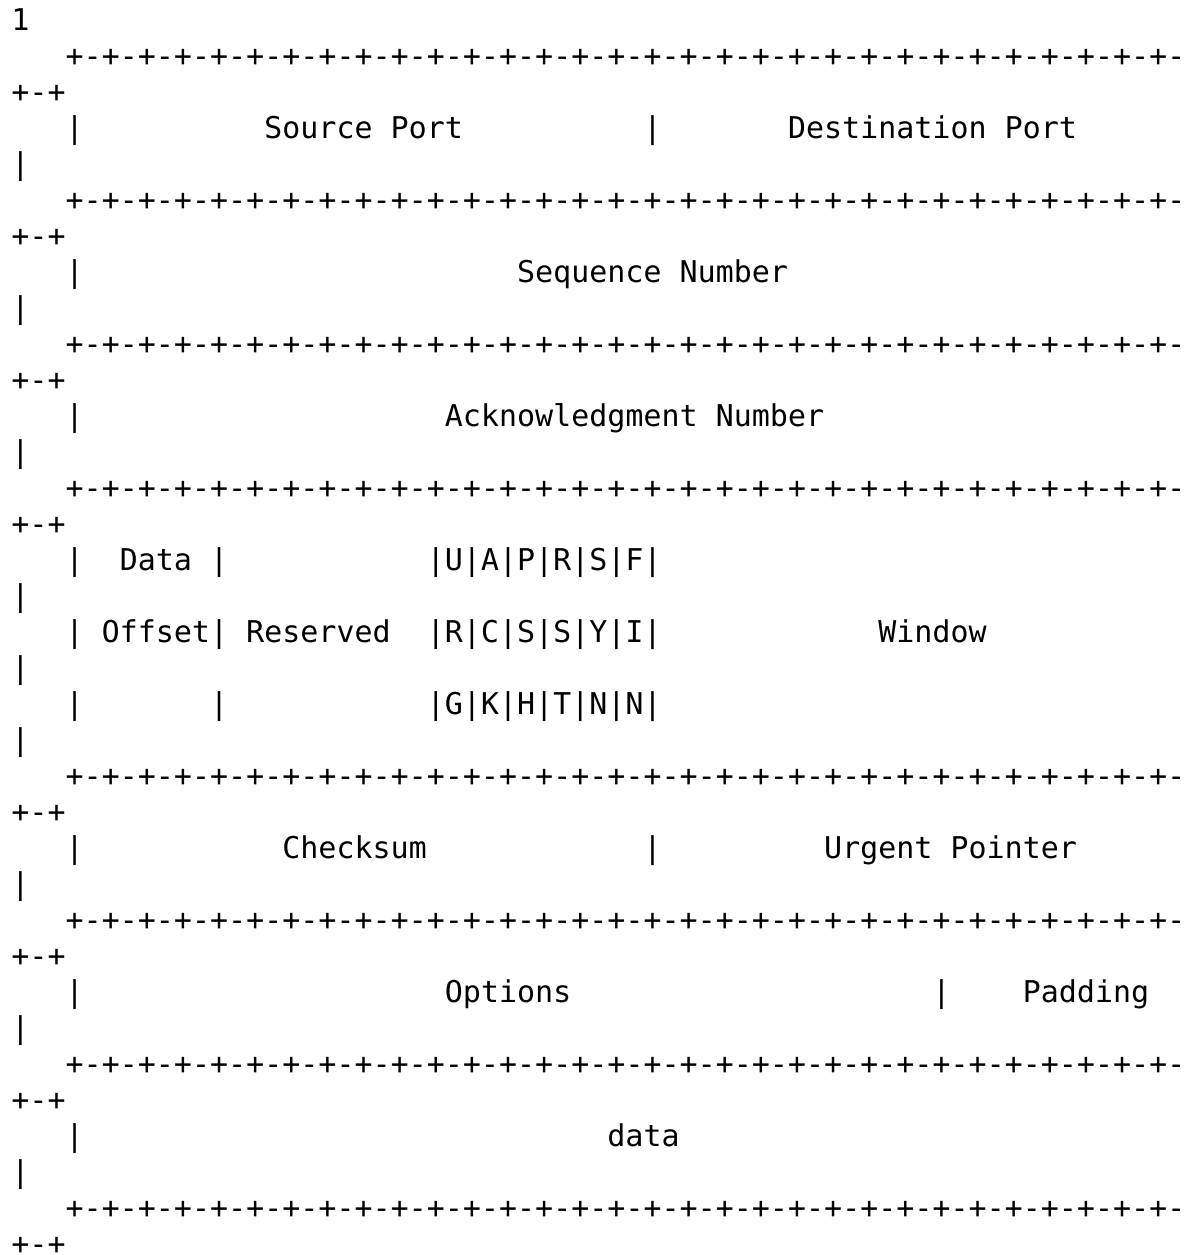 1
   +-+-+-+-+-+-+-+-+-+-+-+-+-+-+-+-+-+-+-+-+-+-+-+-+-+-+-+-+-+-+-
+-+
   |          Source Port          |       Destination Port
|
   +-+-+-+-+-+-+-+-+-+-+-+-+-+-+-+-+-+-+-+-+-+-+-+-+-+-+-+-+-+-+-
+-+
   |                        Sequence Number
|
   +-+-+-+-+-+-+-+-+-+-+-+-+-+-+-+-+-+-+-+-+-+-+-+-+-+-+-+-+-+-+-
+-+
   |                    Acknowledgment Number
|
   +-+-+-+-+-+-+-+-+-+-+-+-+-+-+-+-+-+-+-+-+-+-+-+-+-+-+-+-+-+-+-
+-+
   |  Data |           |U|A|P|R|S|F|
|
   | Offset| Reserved  |R|C|S|S|Y|I|            Window
|
   |       |           |G|K|H|T|N|N|
|
   +-+-+-+-+-+-+-+-+-+-+-+-+-+-+-+-+-+-+-+-+-+-+-+-+-+-+-+-+-+-+-
+-+
   |           Checksum            |         Urgent Pointer
|
   +-+-+-+-+-+-+-+-+-+-+-+-+-+-+-+-+-+-+-+-+-+-+-+-+-+-+-+-+-+-+-
+-+
   |                    Options                    |    Padding
|
   +-+-+-+-+-+-+-+-+-+-+-+-+-+-+-+-+-+-+-+-+-+-+-+-+-+-+-+-+-+-+-
+-+
   |                             data
|
   +-+-+-+-+-+-+-+-+-+-+-+-+-+-+-+-+-+-+-+-+-+-+-+-+-+-+-+-+-+-+-
+-+